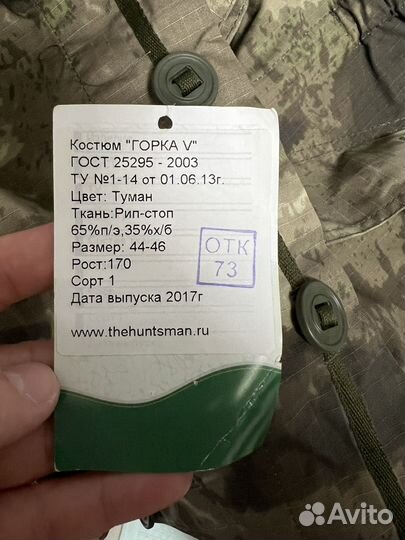 Костюм "ГОРКА V"
ГОСТ 25295 - 2003
ТУ №1-14 от 01.06.13г.
Цвет: Туман
Ткань:Рип-стоп
65%п/э,35%х/б
Размер: 44-46
Рост:170
Сорт 1
Дата выпуска 2017г
ОТК
73
www.thehuntsman.ru
Avito